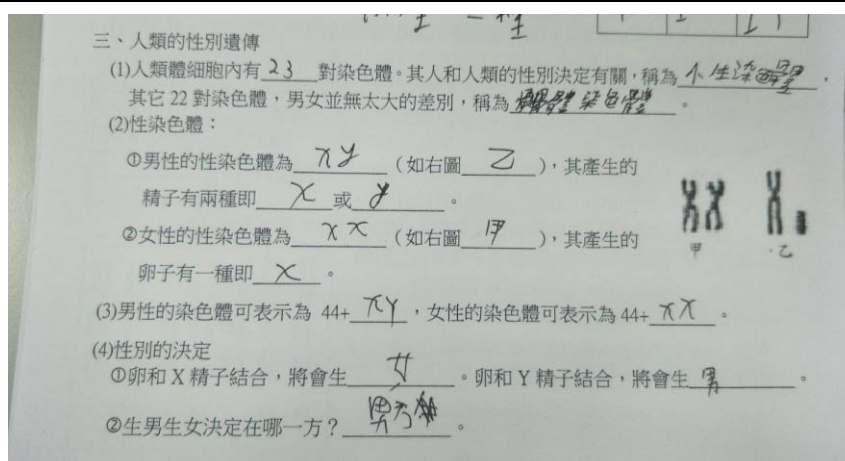 三、人類的性別遺傳
(1)人類體細胞內有23對染色體。其人和人類的性別決定有關，稱為 性染色體，
其它 22 對染色體，男女並無太大的差別，稱為 體染色體。
(2)性染色體：
①男性的性染色體為 XY （如右圖 乙 ），其產生的
精子有兩種即 X 或 Y 。
②女性的性染色體為 XX （如右圖 甲 ），其產生的
卵子有一種即 X 。
甲 乙
(3)男性的染色體可表示為 44+ XY ，女性的染色體可表示為 44+ XX 。
(4)性別的決定
①卵和 X 精子結合，將會生 女 。卵和 Y 精子結合，將會生 男 。
②生男生女決定在哪一方？ 男方 。